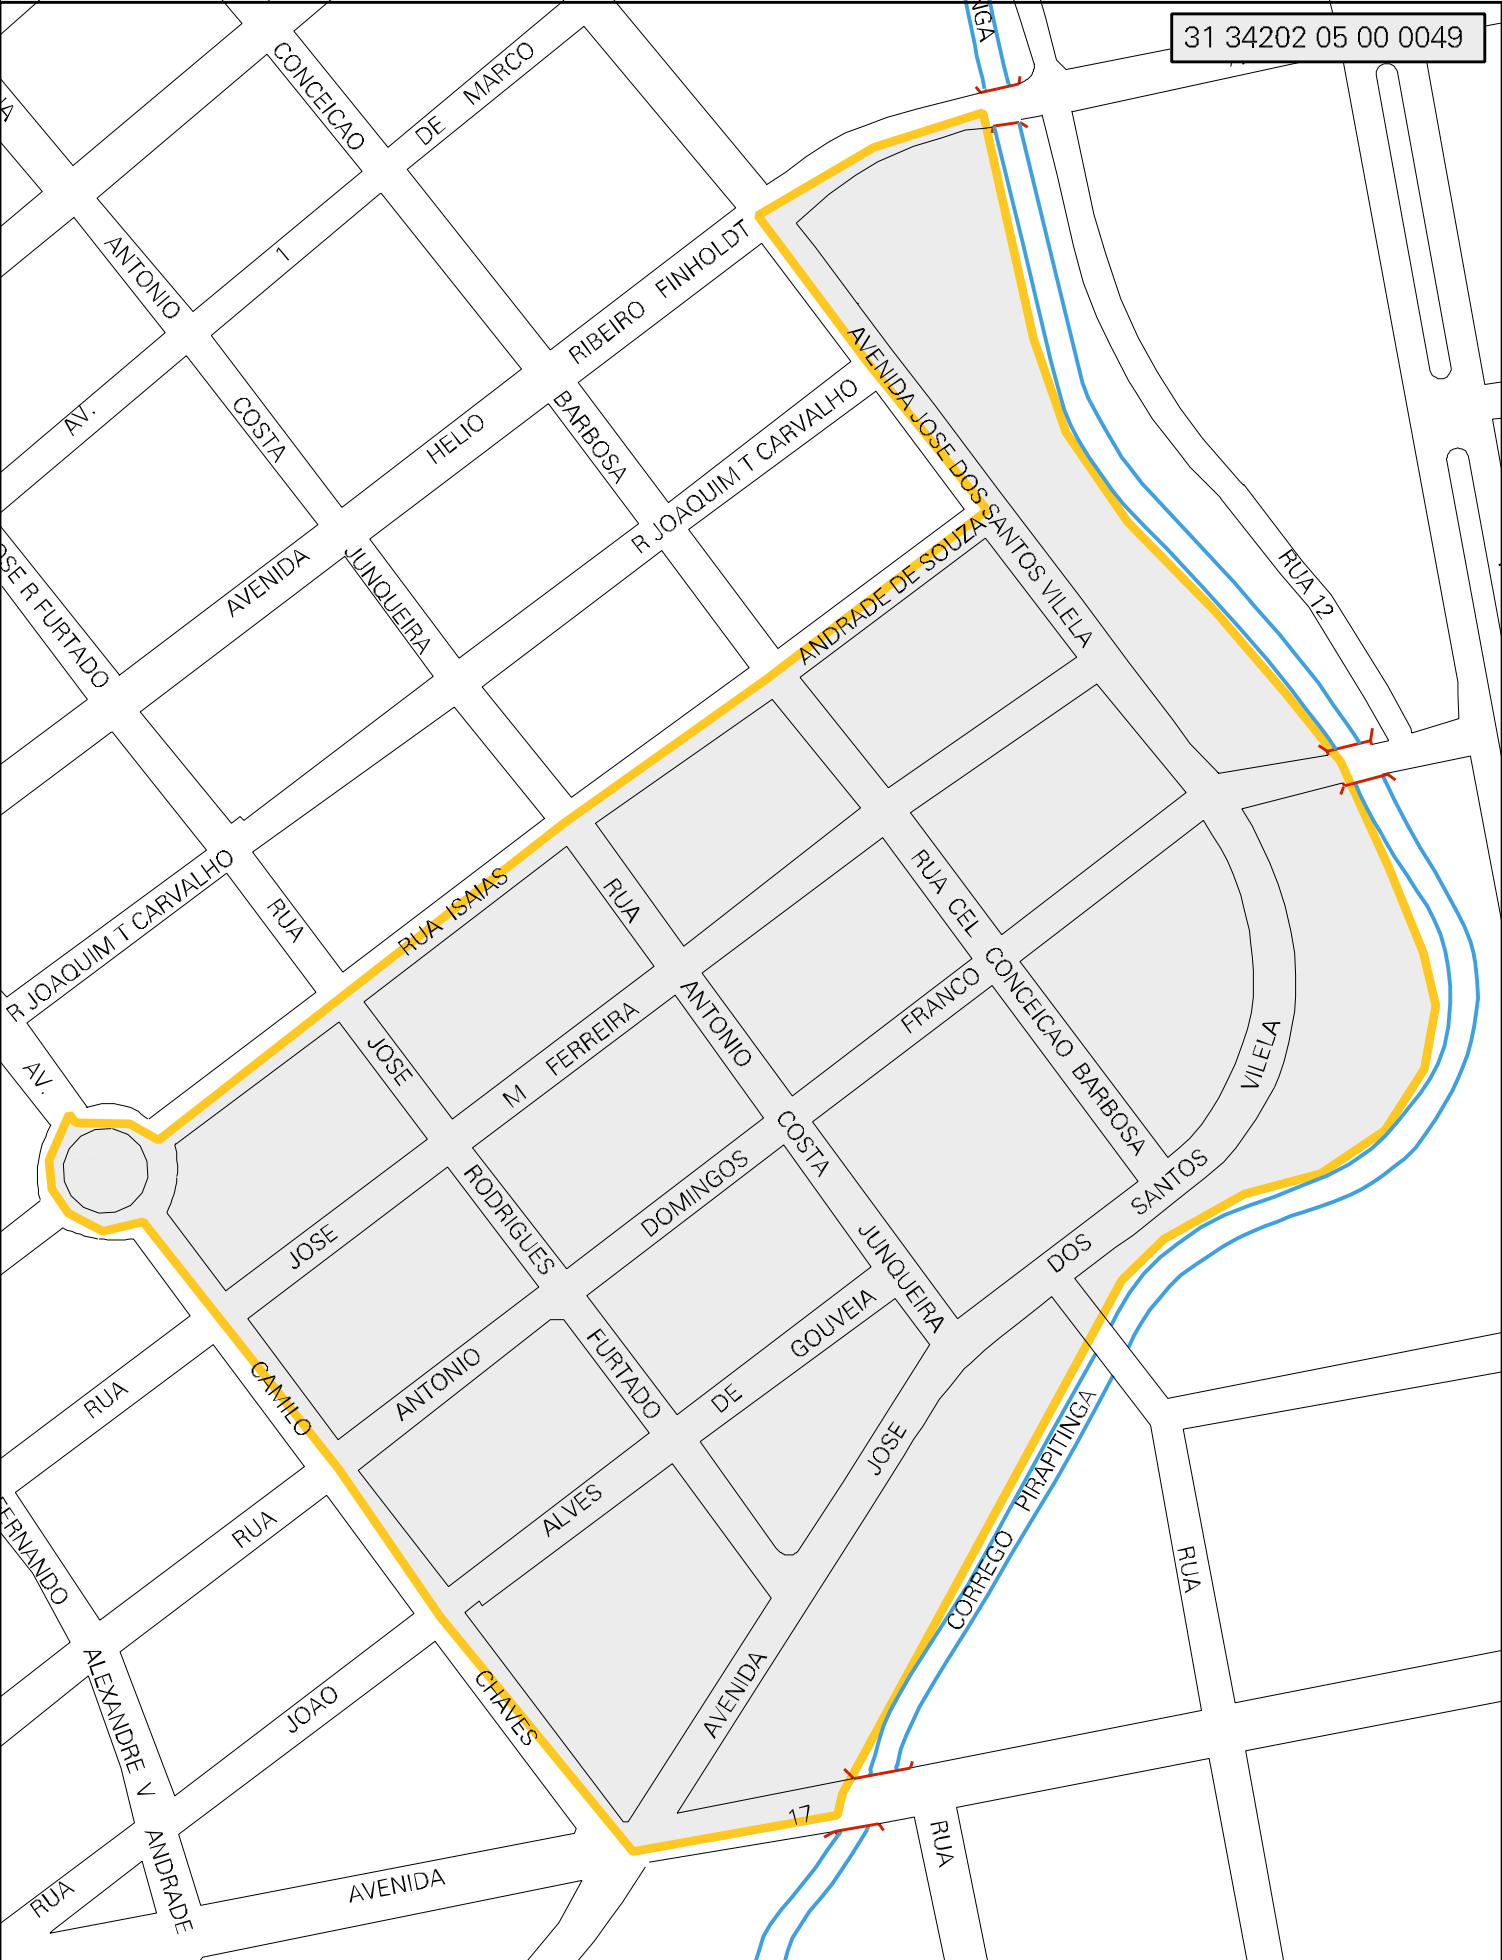 31 34202 05 00 0049
CONCEICAO
DE MARCO
1
ANTONIO
RIBEIRO FINHOLDT
AVENIDA JOSE DOS SANTOS VILELA
AV.
COSTA
HELIO
BARBOSA
R JOAQUIM T CARVALHO
AVENIDA
JUNQUEIRA
ANDRADE DE SOUZA
RUA 12
R FURTADO
R JOAQUIM T CARVALHO
RUA
RUA ISAIAS
RUA
RUA CEL CONCEICAO BARBOSA
AV.
JOSE
M FERREIRA
ANTONIO
FRANCO
VILELA
COSTA
SANTOS
JOSE
RODRIGUES
DOMINGOS
JUNQUEIRA
DOS
GOUVEIA
CAMILO
ANTONIO
FURTADO
DE
RUA
JOSE
CORREGO PIRAPITINGA
ALVES
RUA
RUA
ALEXANDRE V
CHAVES
AVENIDA
JOAO
17
RUA
ANDRADE
AVENIDA
RUA